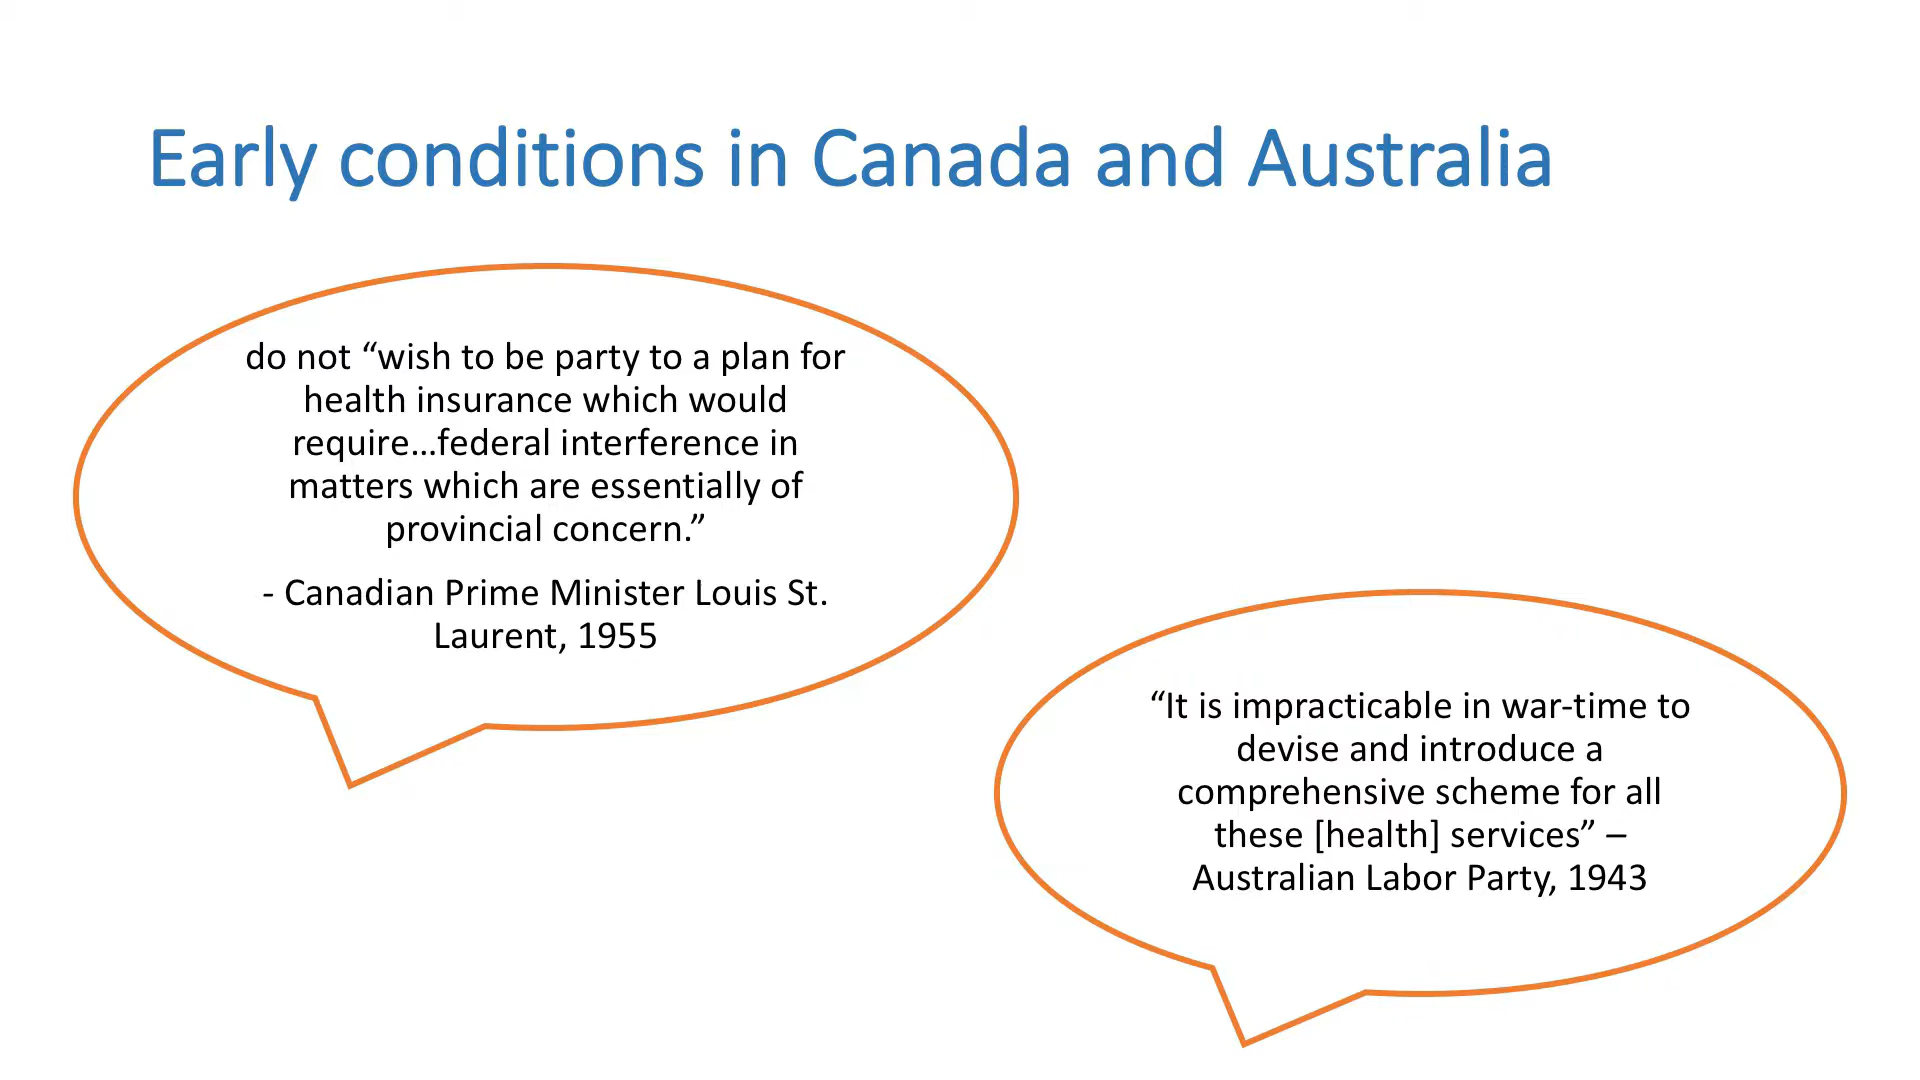 Early conditions in Canada and Australia
do not “wish to be party to a plan for
health insurance which would
require…federal interference in
matters which are essentially of
provincial concern.”
- Canadian Prime Minister Louis St.
Laurent, 1955
“It is impracticable in war-time to
devise and introduce a
comprehensive scheme for all
these [health] services” –
Australian Labor Party, 1943